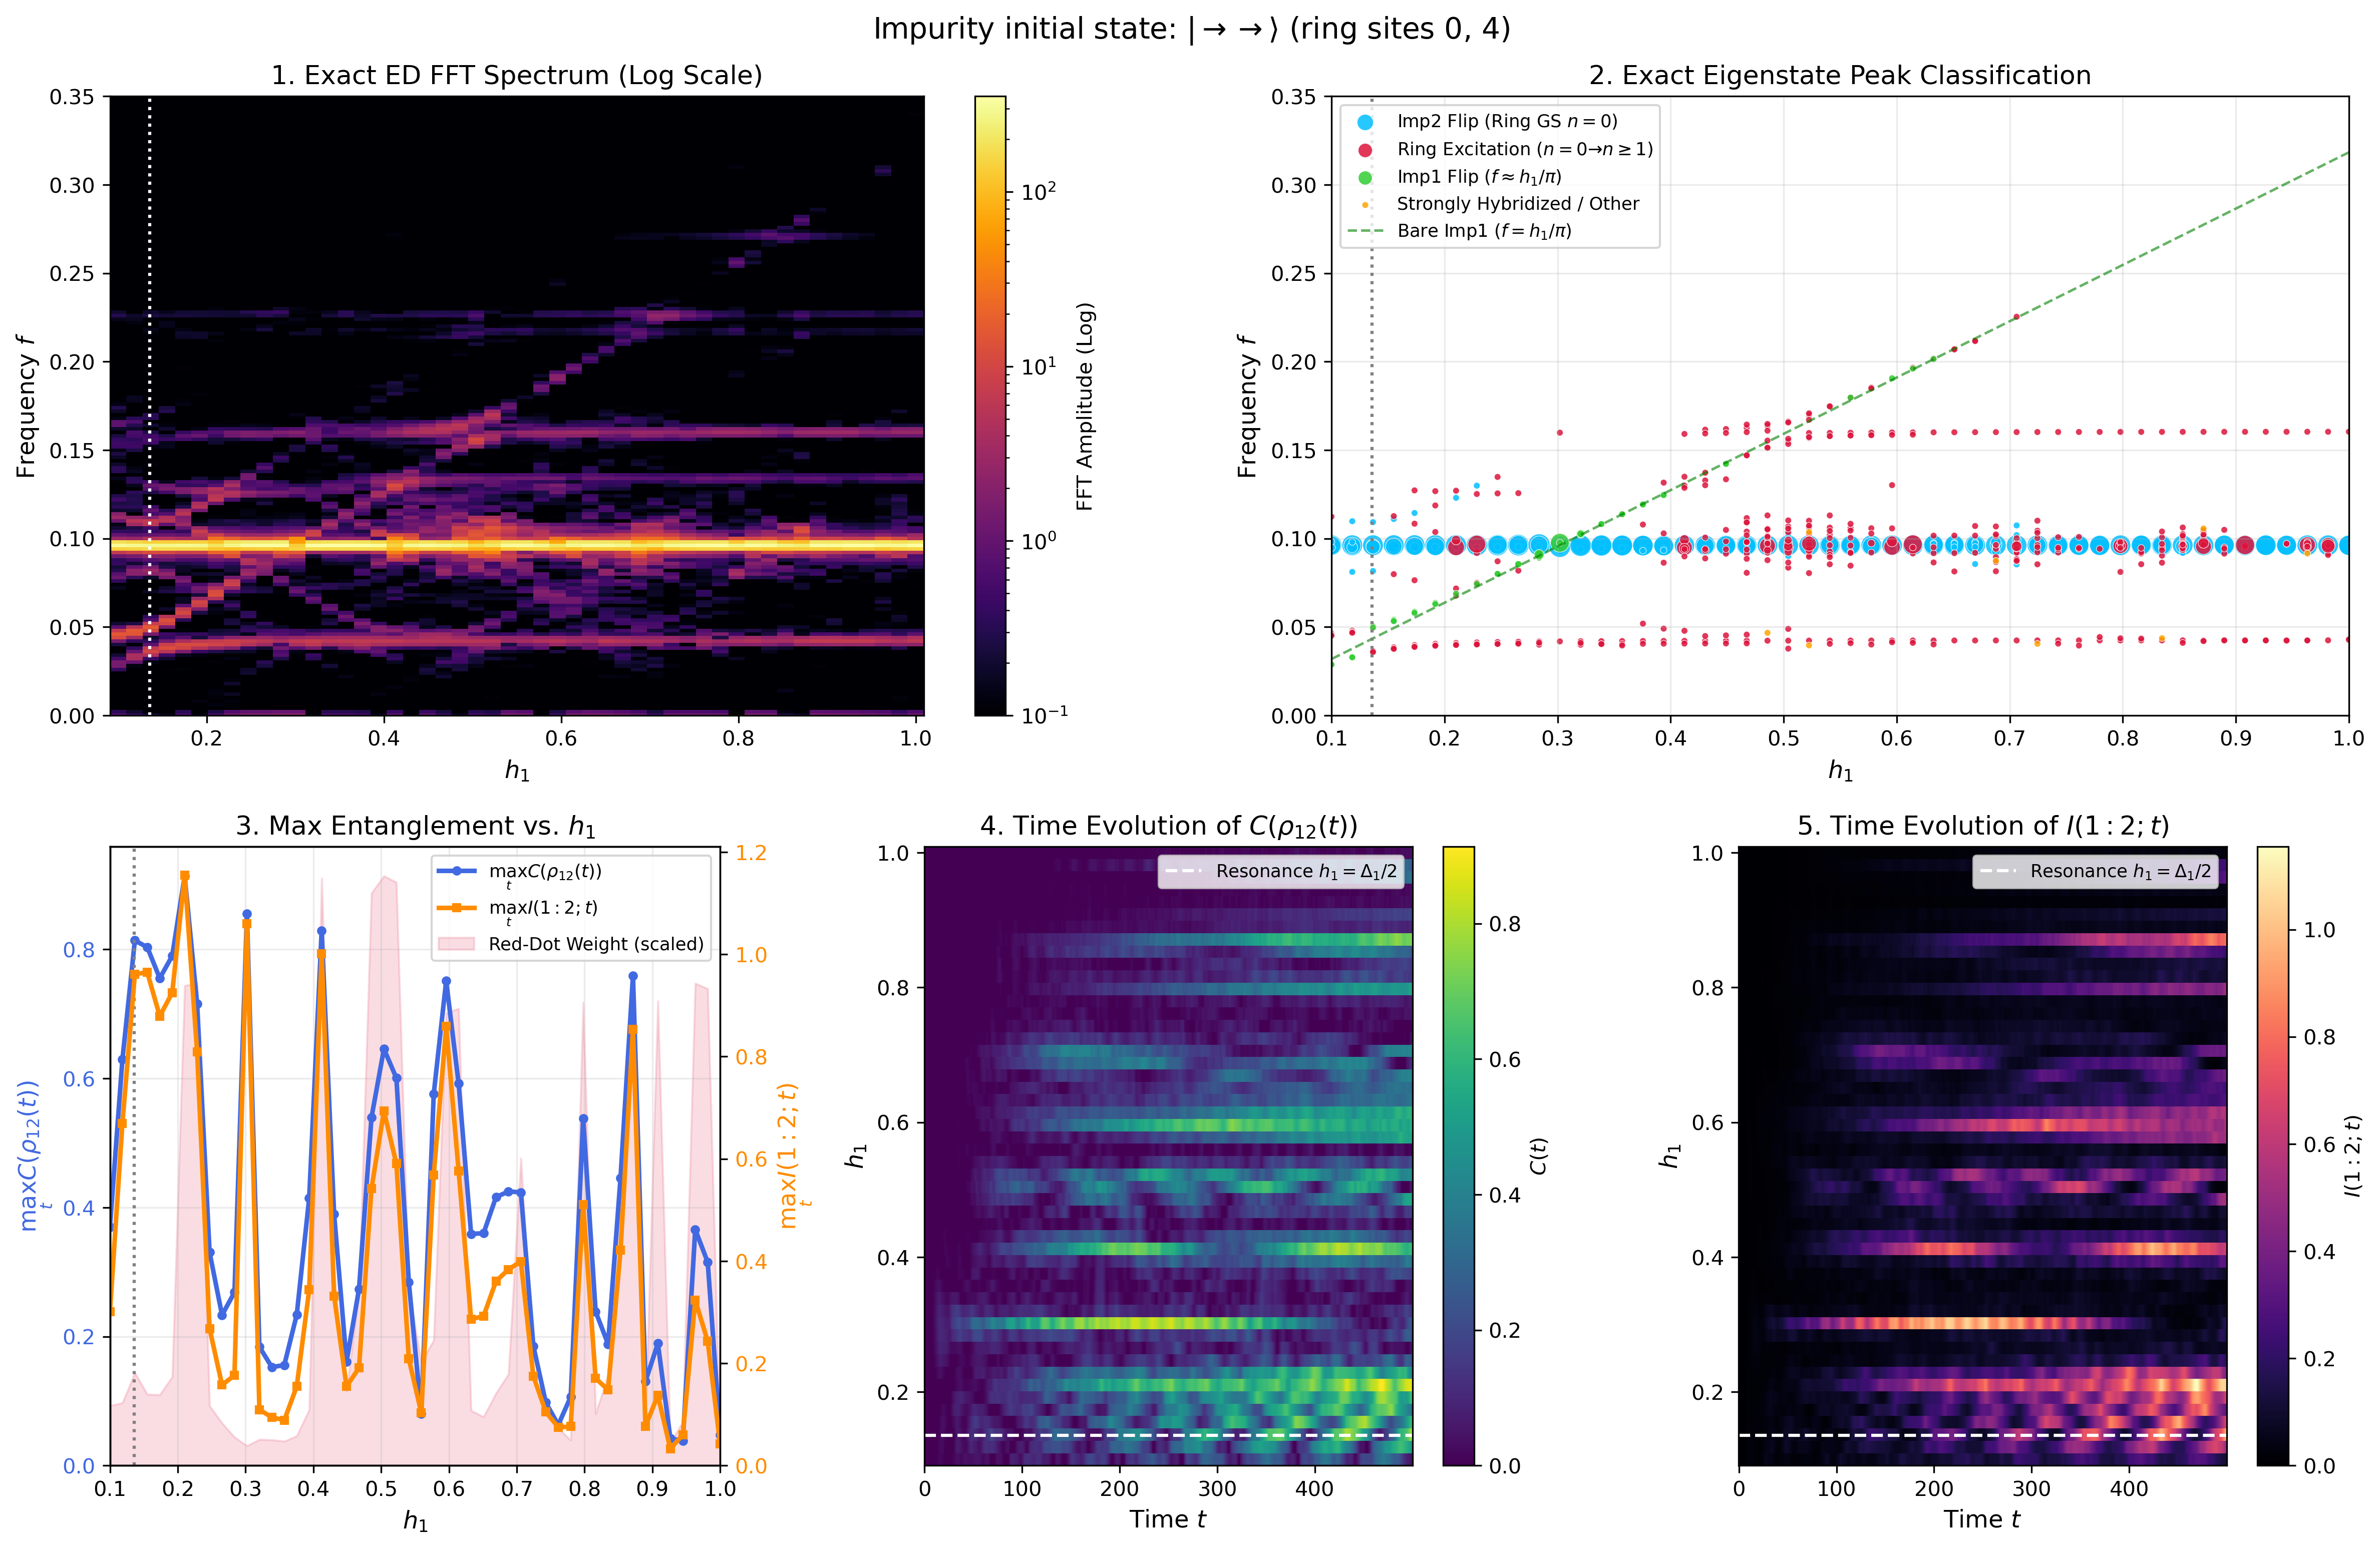 Impurity initial state: |→→⟩ (ring sites 0, 4)
1. Exact ED FFT Spectrum (Log Scale)
Frequency f
0.35
0.30
0.25
0.20
0.15
0.10
0.05
0.00
0.2
0.4
0.6
0.8
1.0
h₁
10²
10¹
10⁰
10⁻¹
FFT Amplitude (Log)
2. Exact Eigenstate Peak Classification
Frequency f
0.35
0.30
0.25
0.20
0.15
0.10
0.05
0.00
Imp2 Flip (Ring GS n = 0)
Ring Excitation (n = 0→n ≥ 1)
Imp1 Flip (f ≈ h₁/π)
Strongly Hybridized / Other
Bare Imp1 (f = h₁/π)
0.1
0.2
0.3
0.4
0.5
0.6
0.7
0.8
0.9
1.0
h₁
3. Max Entanglement vs. h₁
max C(ρ₁₂(t))
t
0.8
0.6
0.4
0.2
0.0
max C(ρ₁₂(t))
t
max I(1 : 2; t)
t
Red-Dot Weight (scaled)
1.2
1.0
0.8
0.6
0.4
0.2
0.0
max I(1 : 2; t)
t
0.1
0.2
0.3
0.4
0.5
0.6
0.7
0.8
0.9
1.0
h₁
4. Time Evolution of C(ρ₁₂(t))
h₁
1.0
0.8
0.6
0.4
0.2
Resonance h₁ = Δ₁/2
0
100
200
300
400
Time t
0.8
0.6
0.4
0.2
0.0
C(t)
5. Time Evolution of I(1 : 2; t)
h₁
1.0
0.8
0.6
0.4
0.2
Resonance h₁ = Δ₁/2
0
100
200
300
400
Time t
1.0
0.8
0.6
0.4
0.2
0.0
I(1 : 2; t)